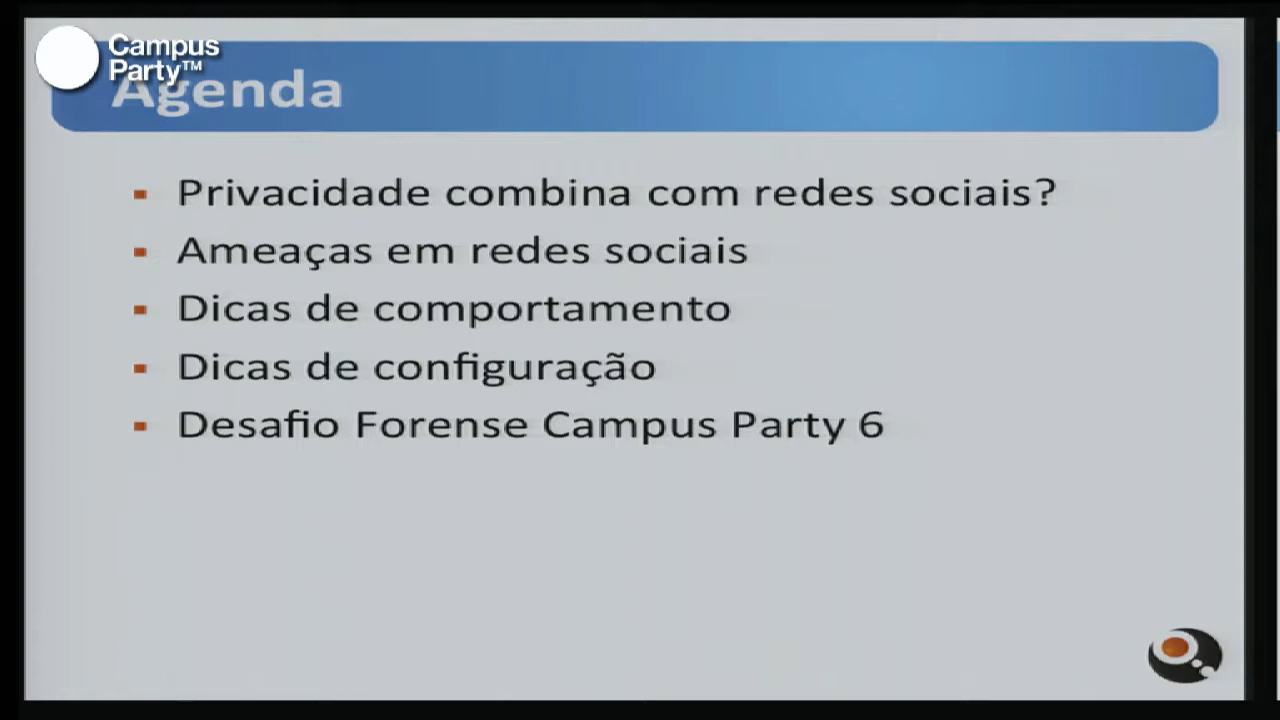 Campus
Party™
Agenda
Privacidade combina com redes sociais?
Ameaças em redes sociais
Dicas de comportamento
Dicas de configuração
Desafio Forense Campus Party 6